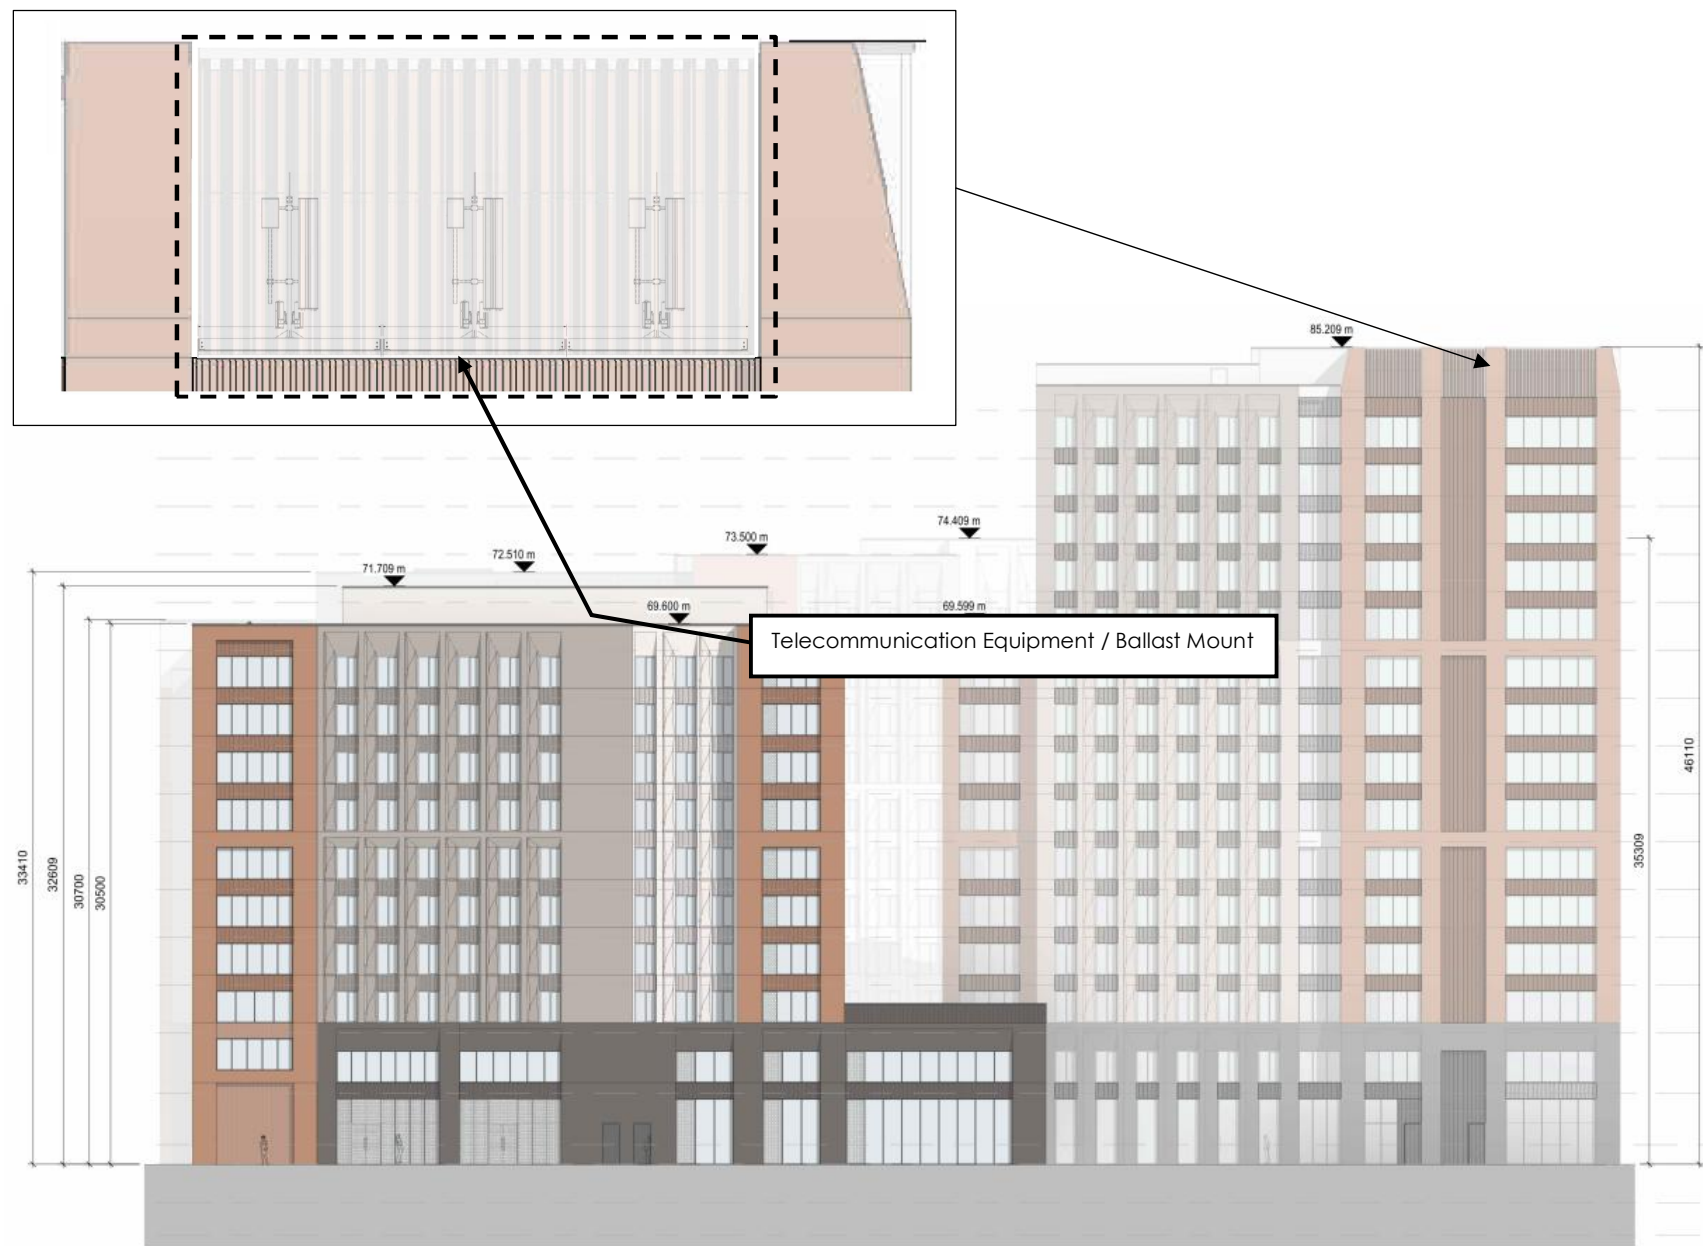 85.209 m
74.409 m
73.500 m
72.510 m
71.709 m
69.600 m
69.599 m
Telecommunication Equipment / Ballast Mount
33410
32609
30700
30500
35309
46110